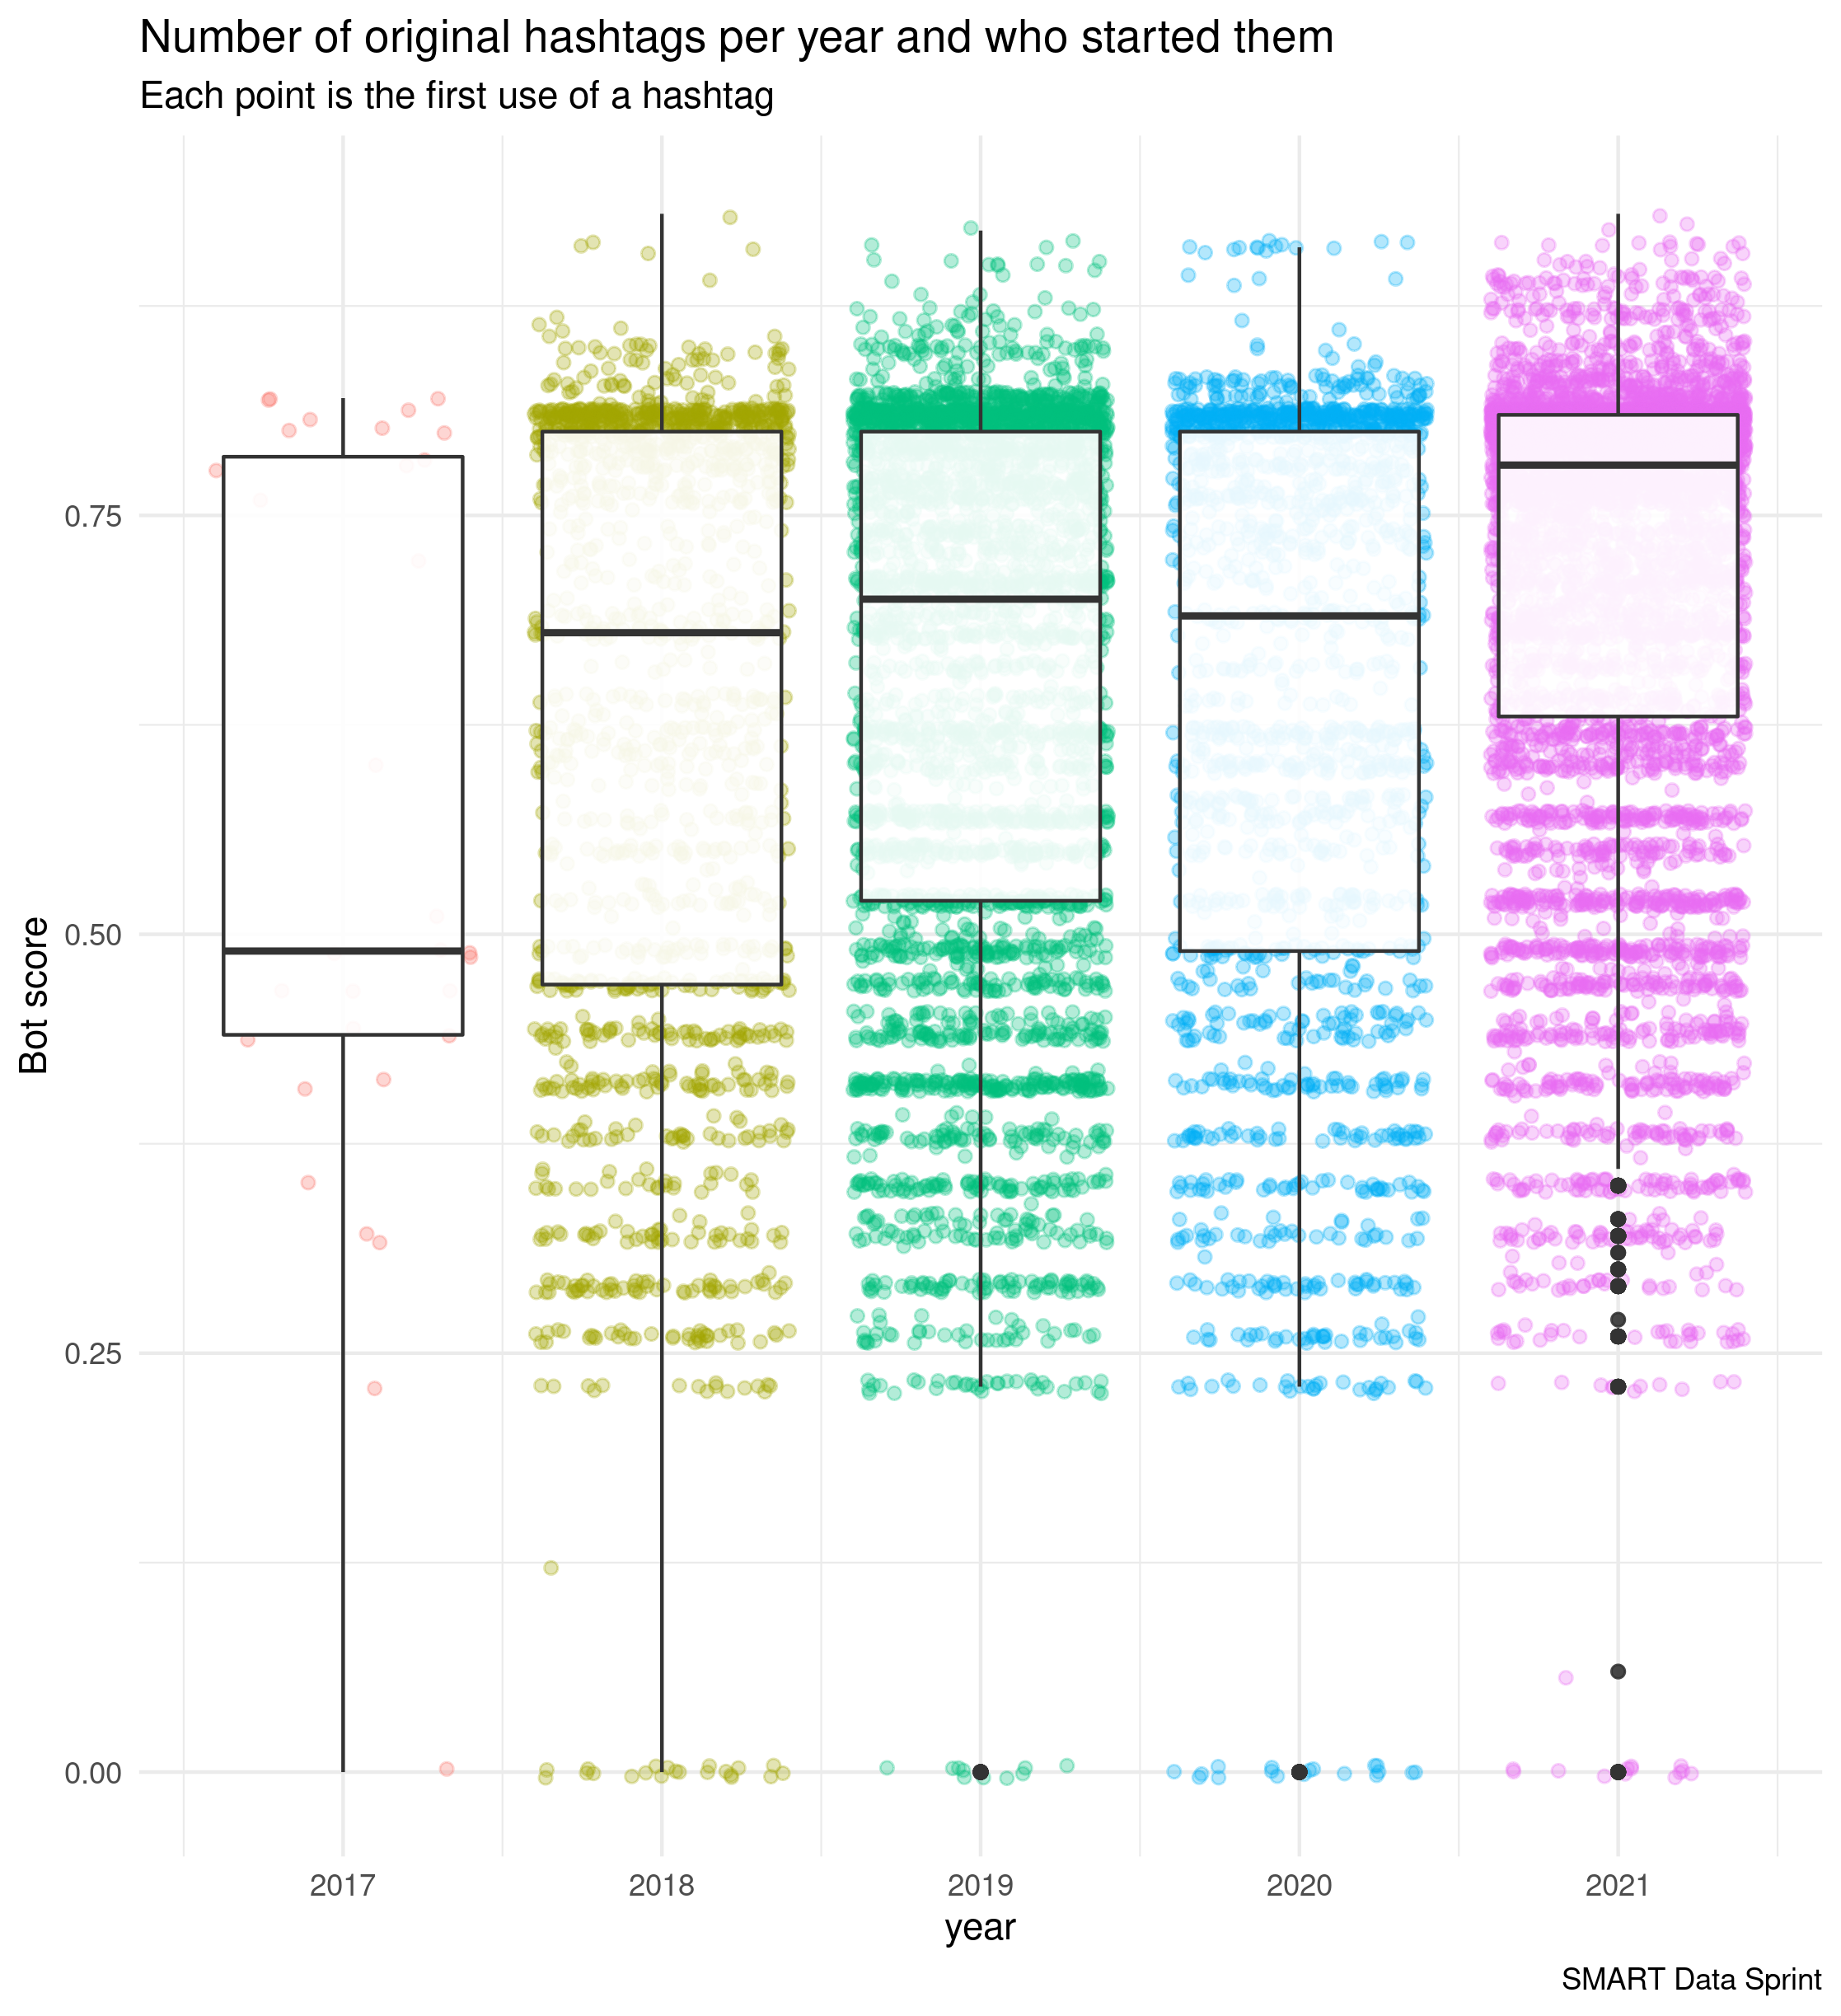 Number of original hashtags per year and who started them
Each point is the first use of a hashtag
Bot score
0.75
0.50
0.25
0.00
2017 2018 2019 2020 2021
year
SMART Data Sprint